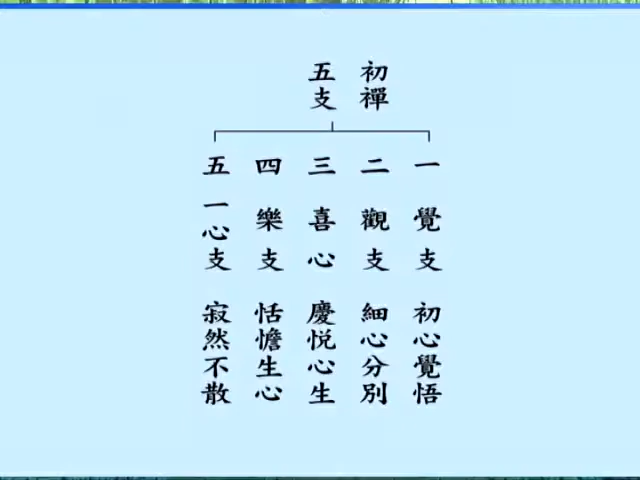 初禪
五支
一 覺支 初心覺悟
二 觀支 細心分別
三 喜心 慶悅心生
四 樂支 恬憺生心
五 一心支 寂然不散